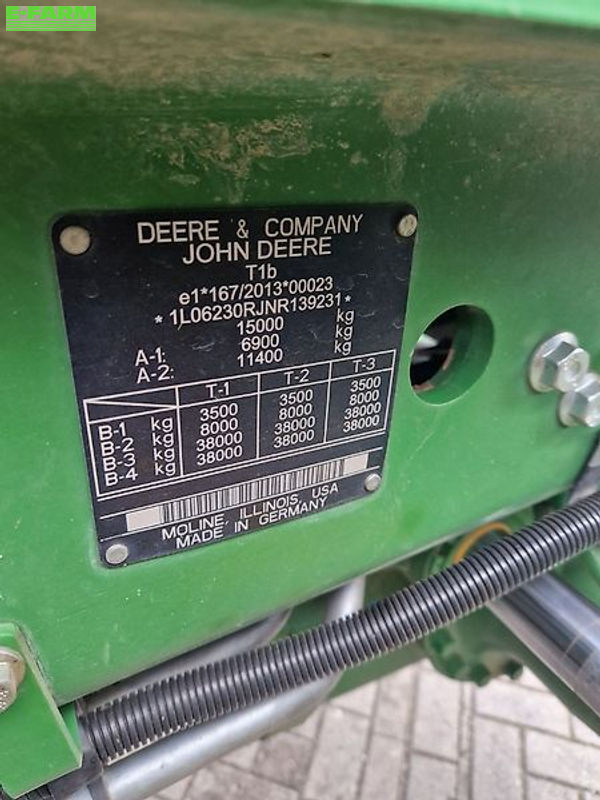 e-FARM
DEERE & COMPANY
JOHN DEERE
T1b
e1*167/2013*00023
*1L06230RJNR139231*
15000 kg
A-1: 6900 kg
A-2: 11400 kg
T-1 T-2 T-3
B-1 kg 3500 3500 3500
B-2 kg 8000 8000 8000
B-3 kg 38000 38000 38000
B-4 kg 38000 38000 38000
MOLINE, ILLINOIS, USA
MADE IN GERMANY